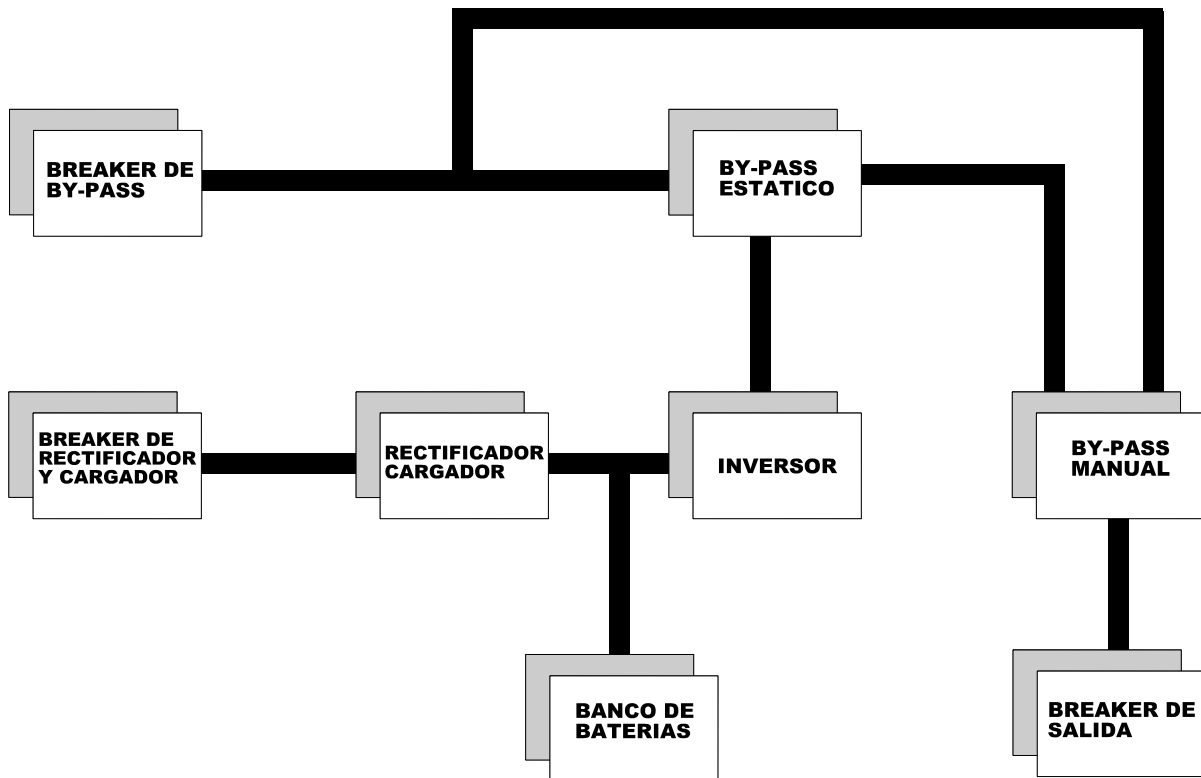 BREAKER DE
BY-PASS
BY-PASS
ESTATICO
BREAKER DE
RECTIFICADOR
Y CARGADOR
RECTIFICADOR
CARGADOR
INVERSOR
BY-PASS
MANUAL
BANCO DE
BATERIAS
BREAKER DE
SALIDA